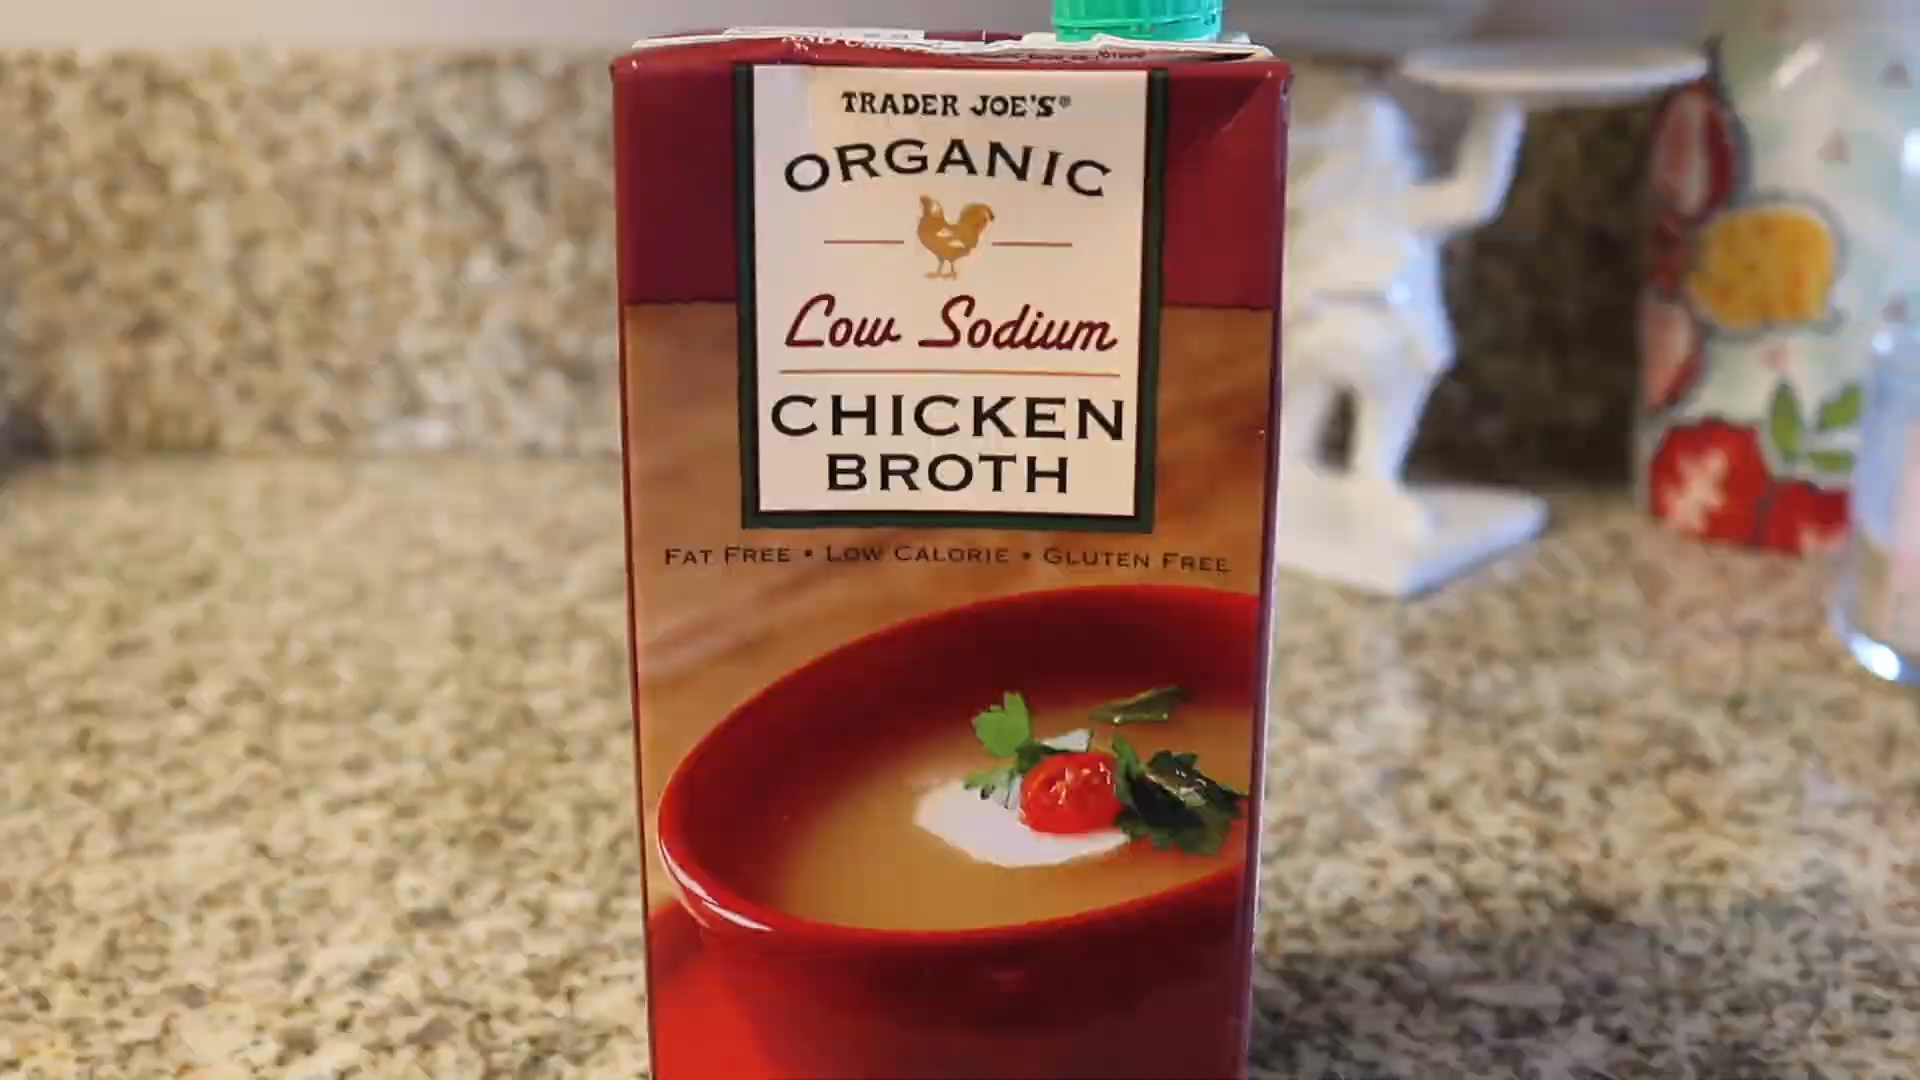 TRADER JOE'S®
ORGANIC
Low Sodium
CHICKEN
BROTH
FAT FREE • LOW CALORIE • GLUTEN FREE